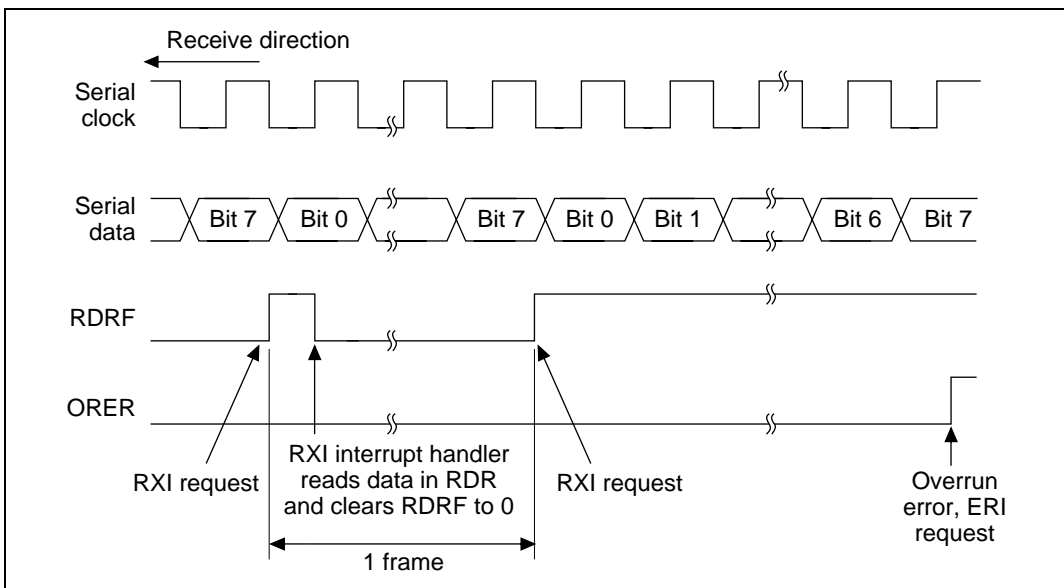 Receive direction
Serial
clock
Serial
data
Bit 7
Bit 0
Bit 7
Bit 0
Bit 1
Bit 6
Bit 7
RDRF
ORER
RXI request
RXI interrupt handler
reads data in RDR
and clears RDRF to 0
RXI request
Overrun
error, ERI
request
1 frame